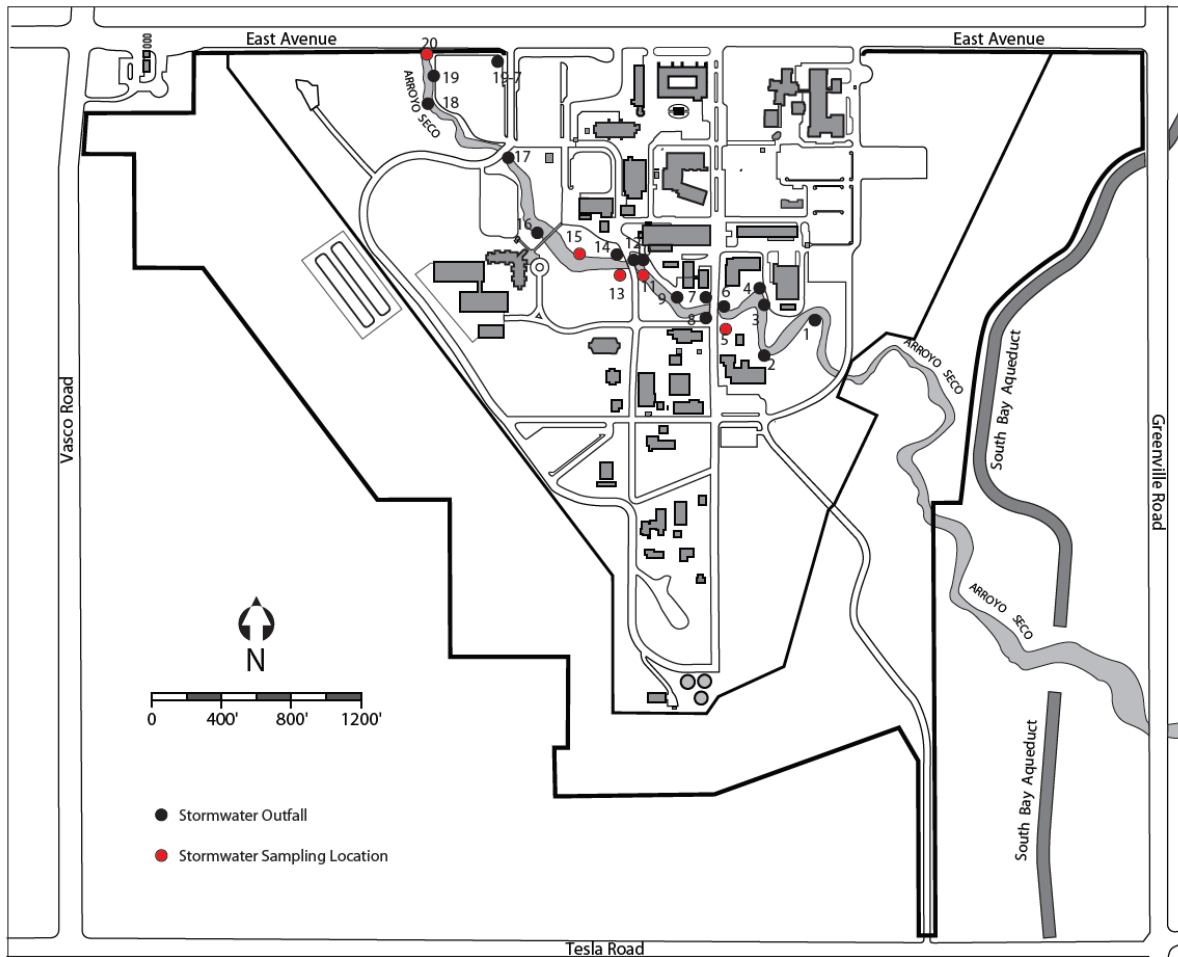 East Avenue
East Avenue
20
19-7
19
18
ARROYO SECO
17
16
15
14
12
13
11
9
7
8
6
5
4
3
2
1
ARROYO SECO
South Bay Aqueduct
Vasco Road
Greenville Road
ARROYO SECO
N
0 400' 800' 1200'
South Bay Aqueduct
Stormwater Outfall
Stormwater Sampling Location
Tesla Road